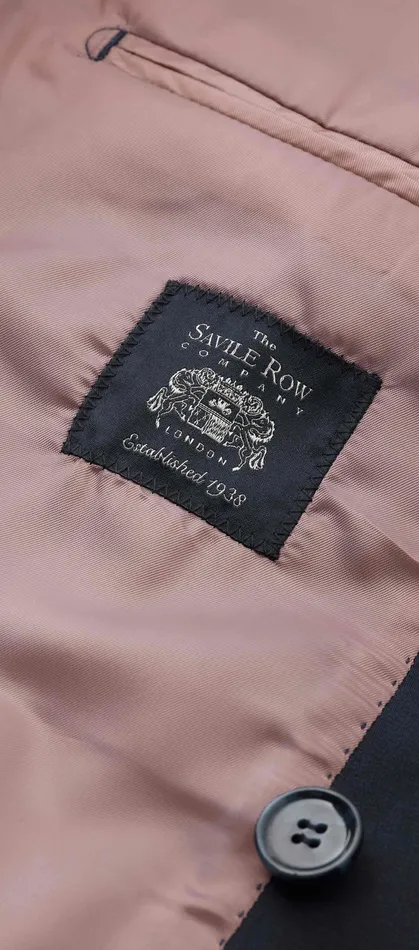 The
SAVILE ROW
COMPANY
LONDON
Established 1938